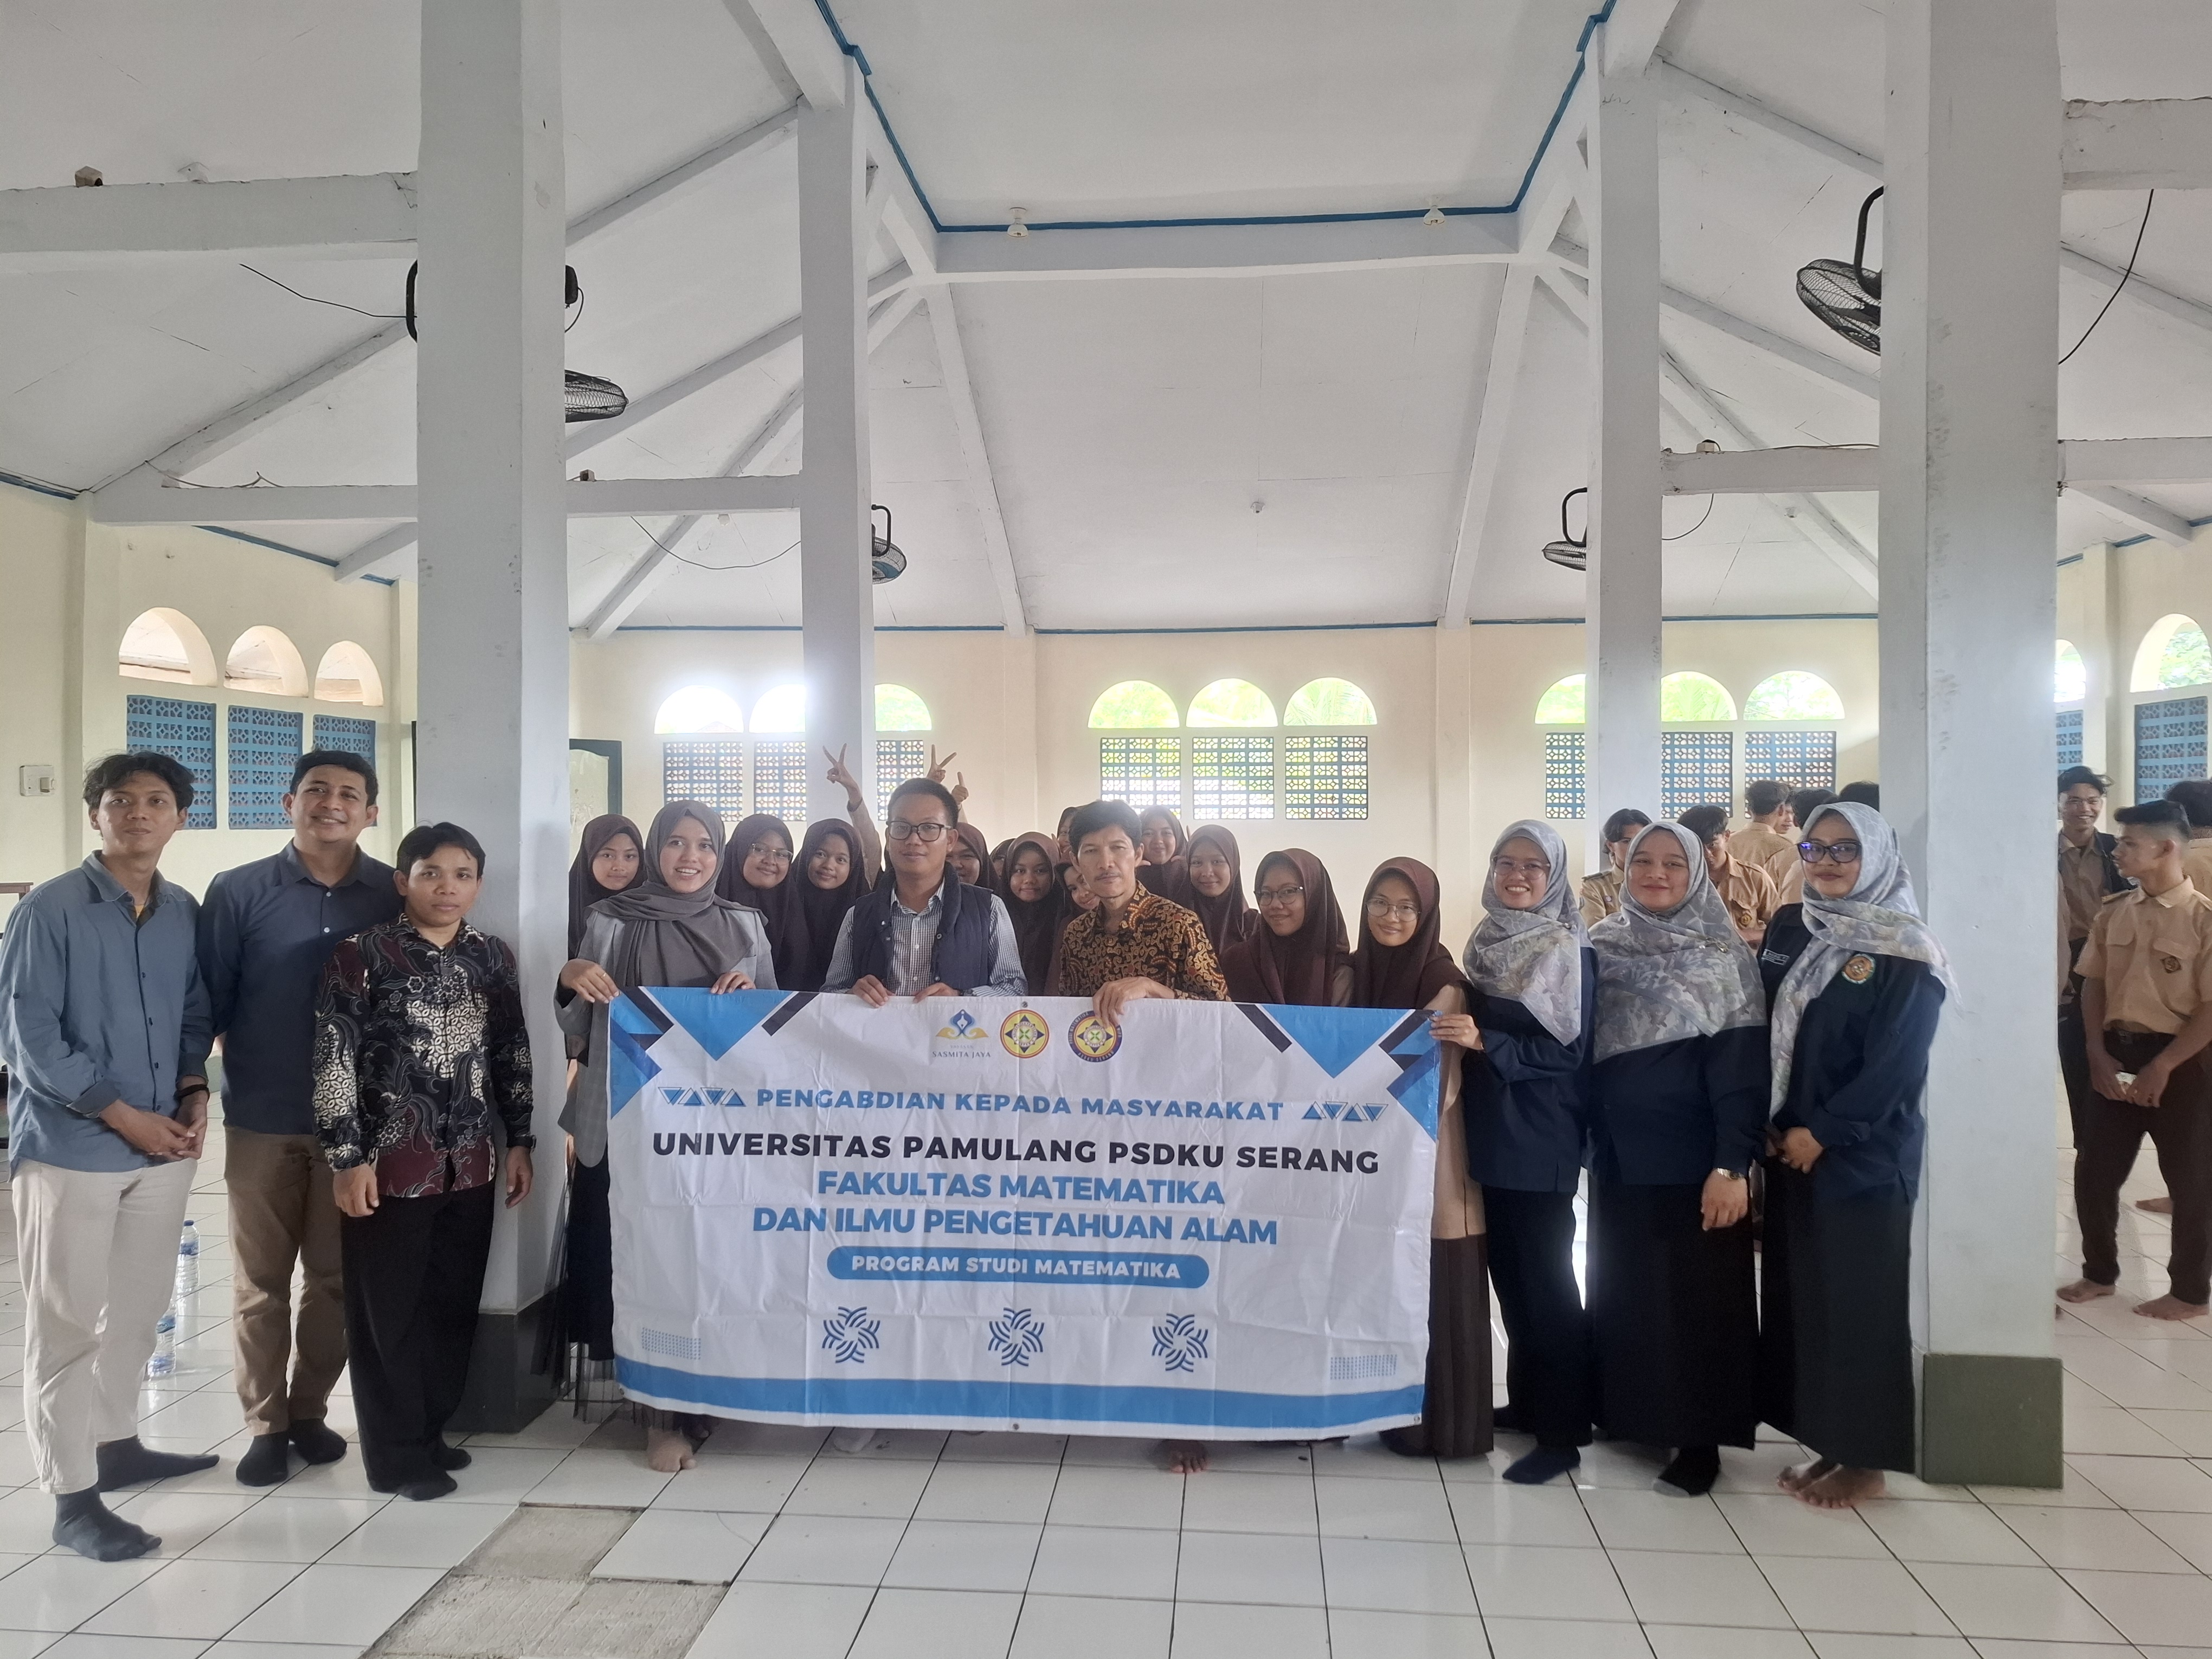 SASMITA JAYA
PENGABDIAN KEPADA MASYARAKAT
UNIVERSITAS PAMULANG PSDKU SERANG
FAKULTAS MATEMATIKA
DAN ILMU PENGETAHUAN ALAM
PROGRAM STUDI MATEMATIKA